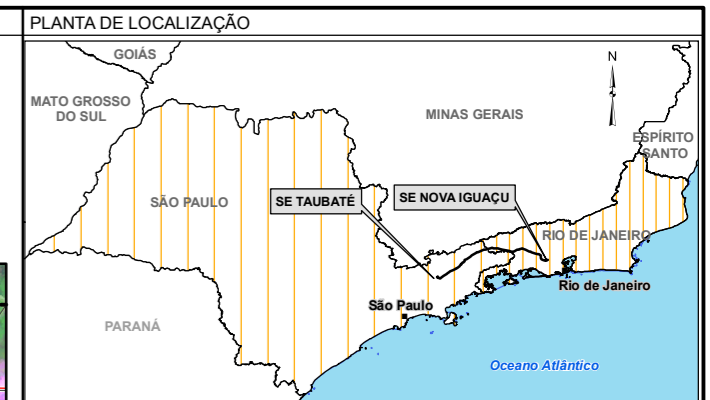 PLANTA DE LOCALIZAÇÃO
GOIÁS
N
MATO GROSSO
DO SUL
MINAS GERAIS
ESPÍRITO
SANTO
SÃO PAULO
SE TAUBATÉ
SE NOVA IGUAÇU
RIO DE JANEIRO
Rio de Janeiro
São Paulo
PARANÁ
Oceano Atlântico